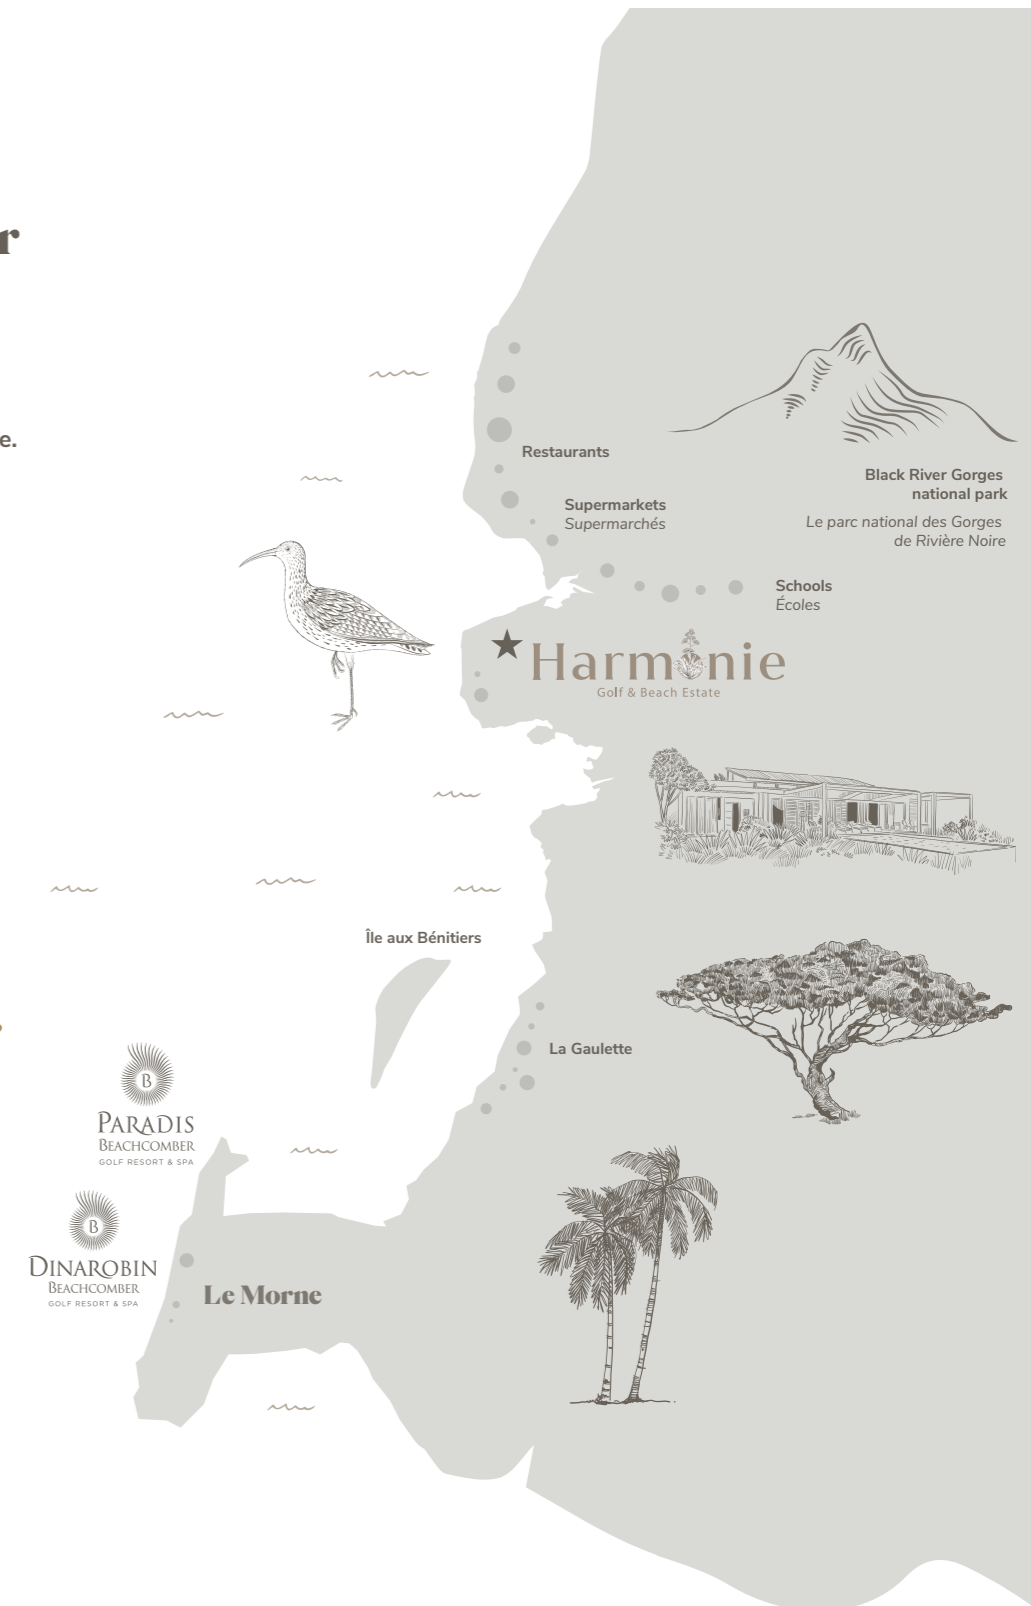 r
e.
Restaurants
Supermarkets
Supermarchés
Black River Gorges
national park
Le parc national des Gorges
de Rivière Noire
Schools
Écoles
Harmonie
Golf & Beach Estate
Île aux Bénitiers
La Gaulette
B
PARADIS
BEACHCOMBER
GOLF RESORT & SPA
B
DINAROBIN
BEACHCOMBER
GOLF RESORT & SPA
Le Morne